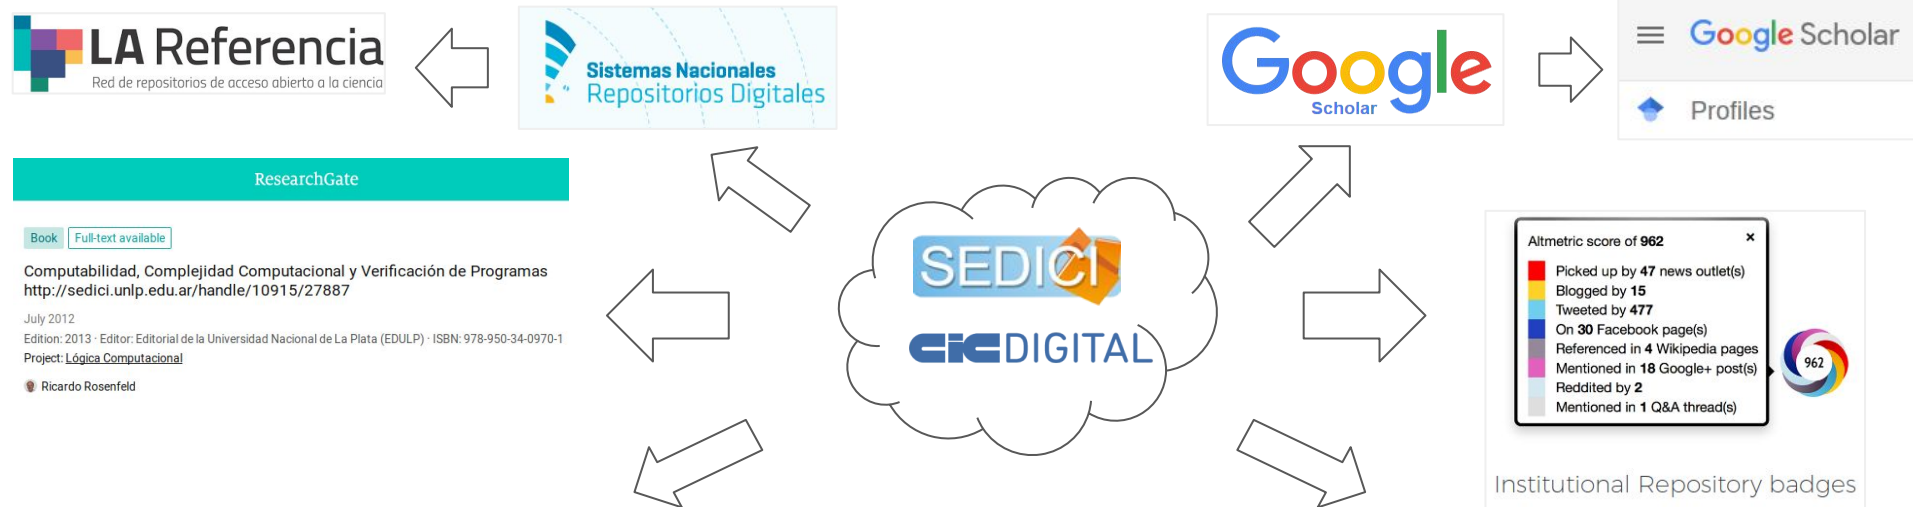 LA Referencia
Red de repositorios de acceso abierto a la ciencia
Sistemas Nacionales
Repositorios Digitales
Google
Scholar
Google Scholar
Profiles
ResearchGate
Book
Full-text available
Computabilidad, Complejidad Computacional y Verificación de Programas
http://sedici.unlp.edu.ar/handle/10915/27887
July 2012
Edition: 2013 · Editor: Editorial de la Universidad Nacional de La Plata (EDULP) · ISBN: 978-950-34-0970-1
Project: Lógica Computacional
Ricardo Rosenfeld
SEDICI
CIC DIGITAL
Altmetric score of 962 ×
Picked up by 47 news outlet(s)
Blogged by 15
Tweeted by 477
On 30 Facebook page(s)
Referenced in 4 Wikipedia pages
Mentioned in 18 Google+ post(s)
Reddited by 2
Mentioned in 1 Q&A thread(s)
962
Institutional Repository badges